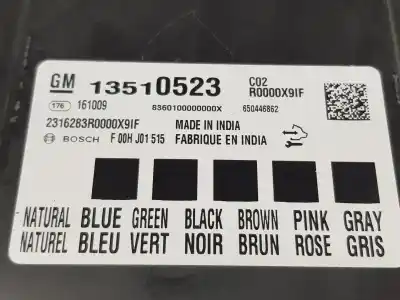 GM 13510523 C02
R0000X9IF
176 161009 8360100000000X 650446862
2316283R0000X9IF MADE IN INDIA
BOSCH F 00H J01 515 FABRIQUE EN INDIA
NATURAL BLUE GREEN BLACK BROWN PINK GRAY
NATUREL BLEU VERT NOIR BRUN ROSE GRIS